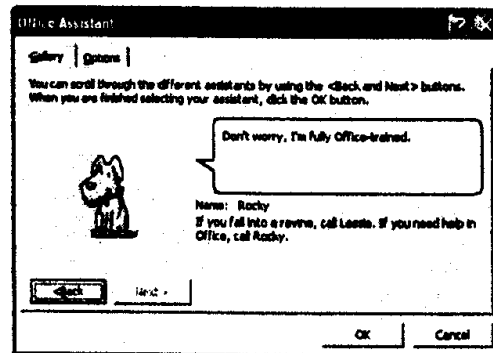 Office Assistant
Gallery
Options
You can scroll through the different assistants by using the <Back and Next> buttons.
When you are finished selecting your assistant, click the OK button.
Don't worry, I'm fully Office-trained.
Name: Rocky
If you fall into a ravine, call Lassie. If you need help in
Office, call Rocky.
<Back
Next >
OK
Cancel